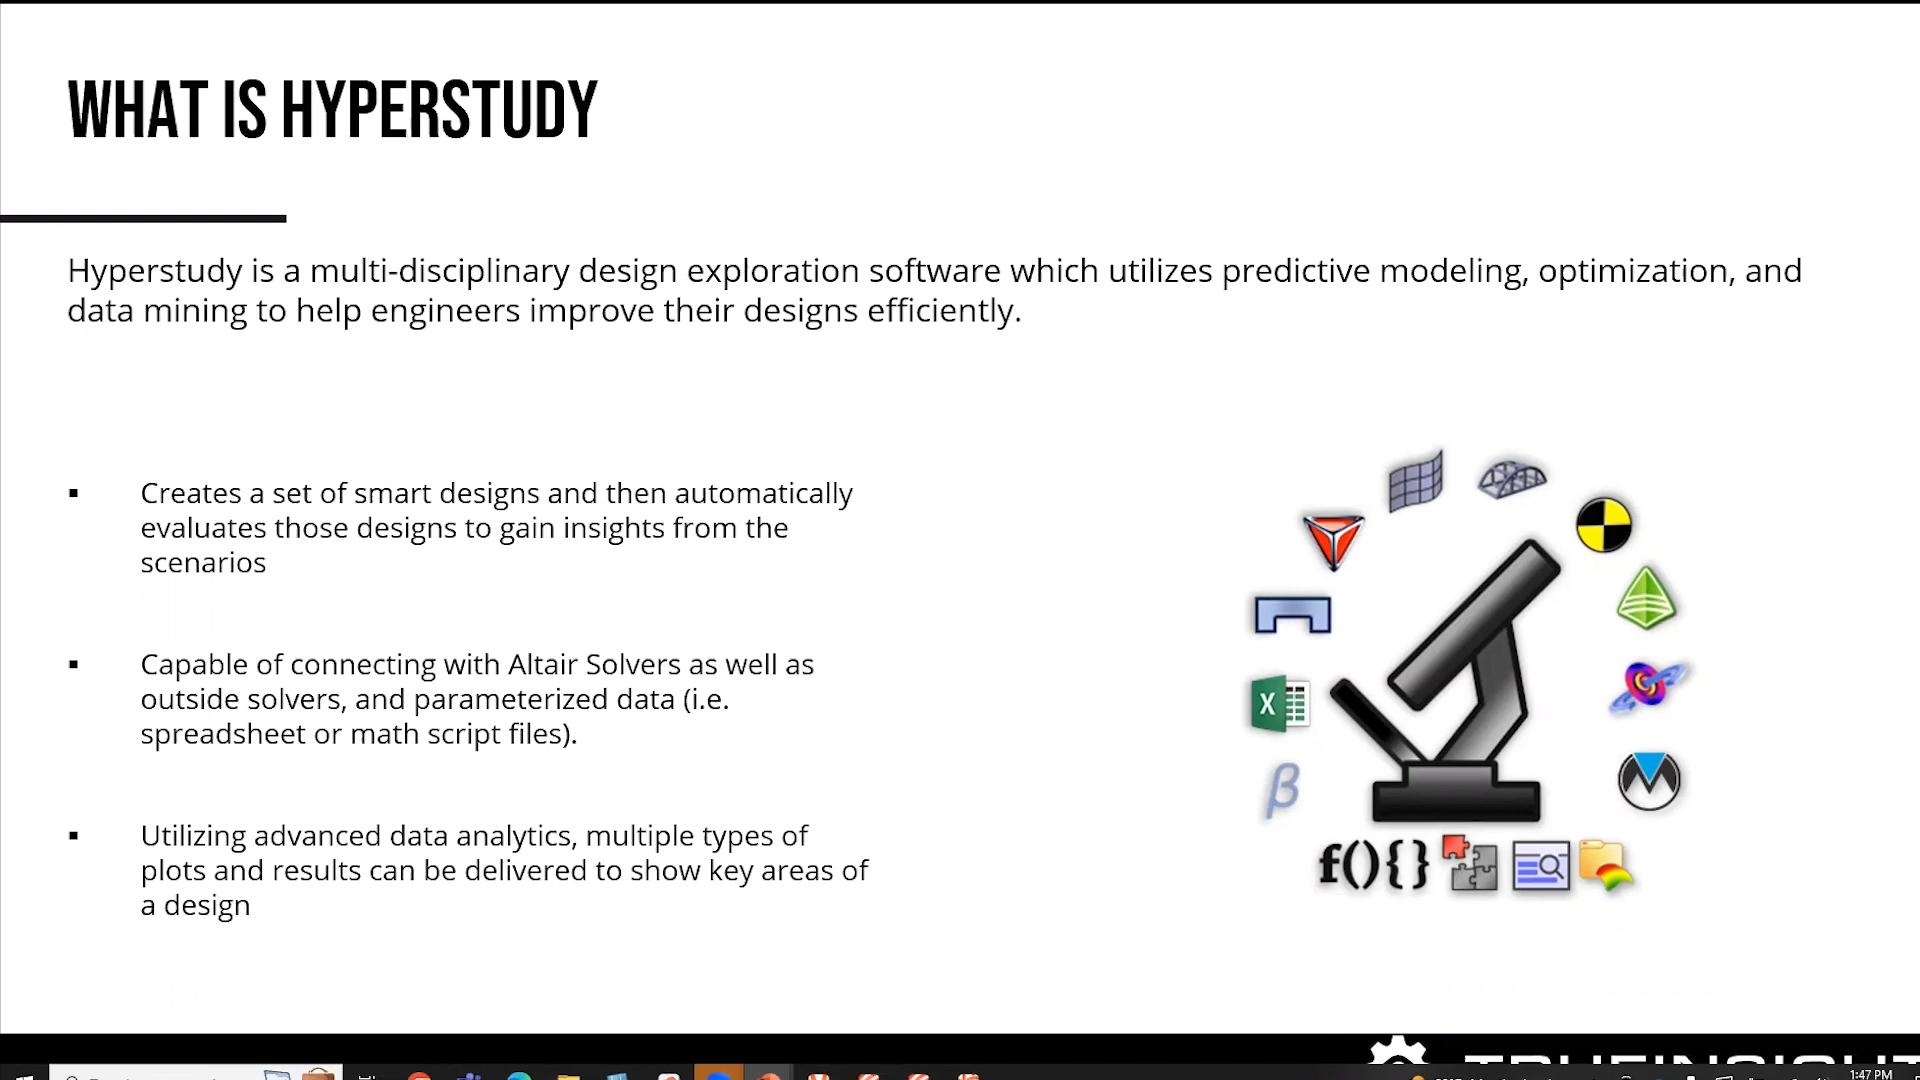 WHAT IS HYPERSTUDY
Hyperstudy is a multi-disciplinary design exploration software which utilizes predictive modeling, optimization, and
data mining to help engineers improve their designs efficiently.
▪ Creates a set of smart designs and then automatically
evaluates those designs to gain insights from the
scenarios
▪ Capable of connecting with Altair Solvers as well as
outside solvers, and parameterized data (i.e.
spreadsheet or math script files).
▪ Utilizing advanced data analytics, multiple types of
plots and results can be delivered to show key areas of
a design
X
β
f(){}
TRUEINSIGHT
1:47 PM